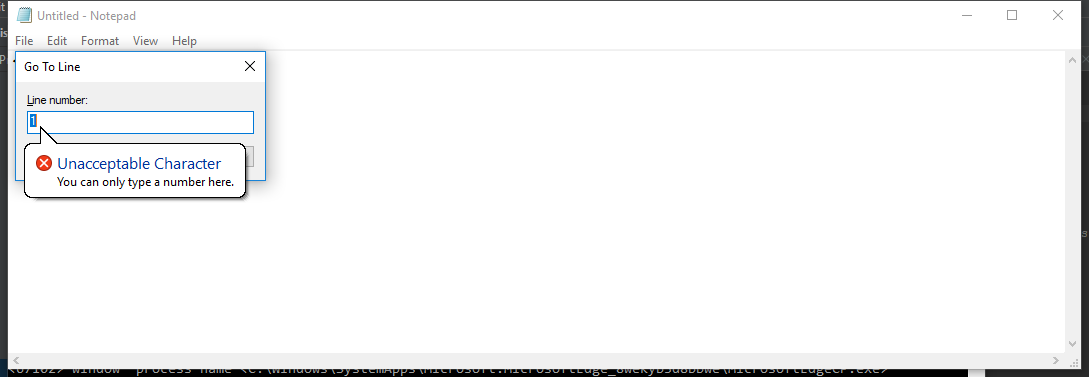 Untitled - Notepad
File Edit Format View Help
Go To Line
Line number:
1
Unacceptable Character
You can only type a number here.
window process name <C:\Windows\SystemApps\Microsoft.MicrosoftEdge_8wekyb3d8bbwe\MicrosoftEdgeCP.exe>